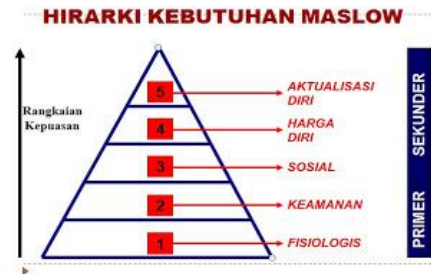 HIRARKI KEBUTUHAN MASLOW
Rangkaian
Kepuasan
5
AKTUALISASI
DIRI
4
HARGA
DIRI
3
SOSIAL
2
KEAMANAN
1
FISIOLOGIS
SEKUNDER
PRIMER